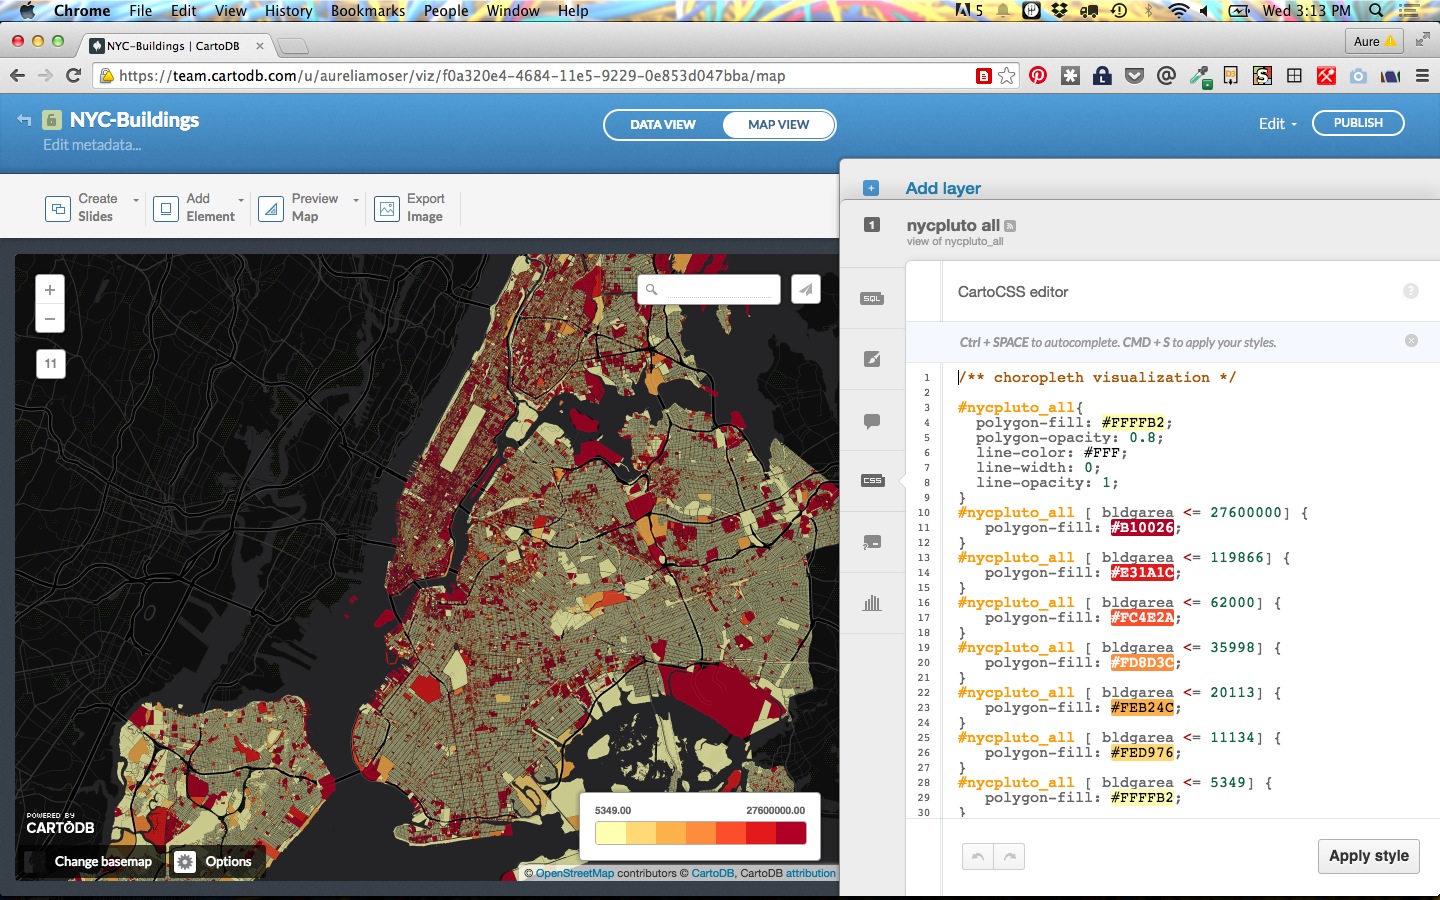 Chrome File Edit View History Bookmarks People Window Help 5 Wed 3:13 PM
NYC-Buildings | CartoDB × Aure
https://team.cartodb.com/u/aureliamoser/viz/f0a320e4-4684-11e5-9229-0e853d047bba/map
NYC-Buildings
Edit metadata...
DATA VIEW MAP VIEW
Edit PUBLISH
Create Slides
Add Element
Preview Map
Export Image
Add layer
1 nycpluto all
view of nycpluto_all
SQL
CSS
CartoCSS editor ?
Ctrl + SPACE to autocomplete. CMD + S to apply your styles.
1 /** choropleth visualization */
2
3 #nycpluto_all{
4 polygon-fill: #FFFFB2;
5 polygon-opacity: 0.8;
6 line-color: #FFF;
7 line-width: 0;
8 line-opacity: 1;
9 }
10 #nycpluto_all [ bldgarea <= 27600000] {
11 polygon-fill: #B10026;
12 }
13 #nycpluto_all [ bldgarea <= 119866] {
14 polygon-fill: #E31A1C;
15 }
16 #nycpluto_all [ bldgarea <= 62000] {
17 polygon-fill: #FC4E2A;
18 }
19 #nycpluto_all [ bldgarea <= 35998] {
20 polygon-fill: #FD8D3C;
21 }
22 #nycpluto_all [ bldgarea <= 20113] {
23 polygon-fill: #FEB24C;
24 }
25 #nycpluto_all [ bldgarea <= 11134] {
26 polygon-fill: #FED976;
27 }
28 #nycpluto_all [ bldgarea <= 5349] {
29 polygon-fill: #FFFFB2;
30 }
Apply style
+
−
11
5349.00 27600000.00
POWERED BY
CARTODB
Change basemap Options
© OpenStreetMap contributors © CartoDB, CartoDB attribution